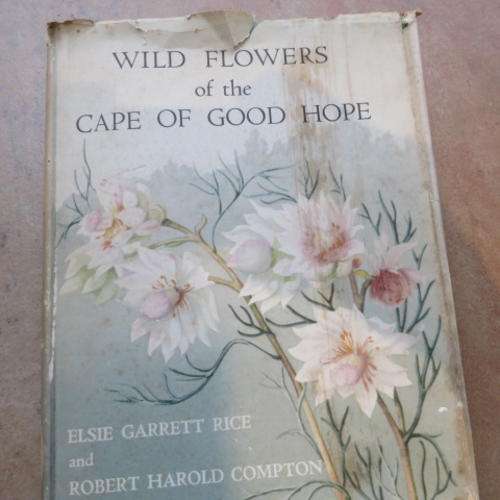 WILD FLOWERS
of the
CAPE OF GOOD HOPE
ELSIE GARRETT RICE
and
ROBERT HAROLD COMPTON